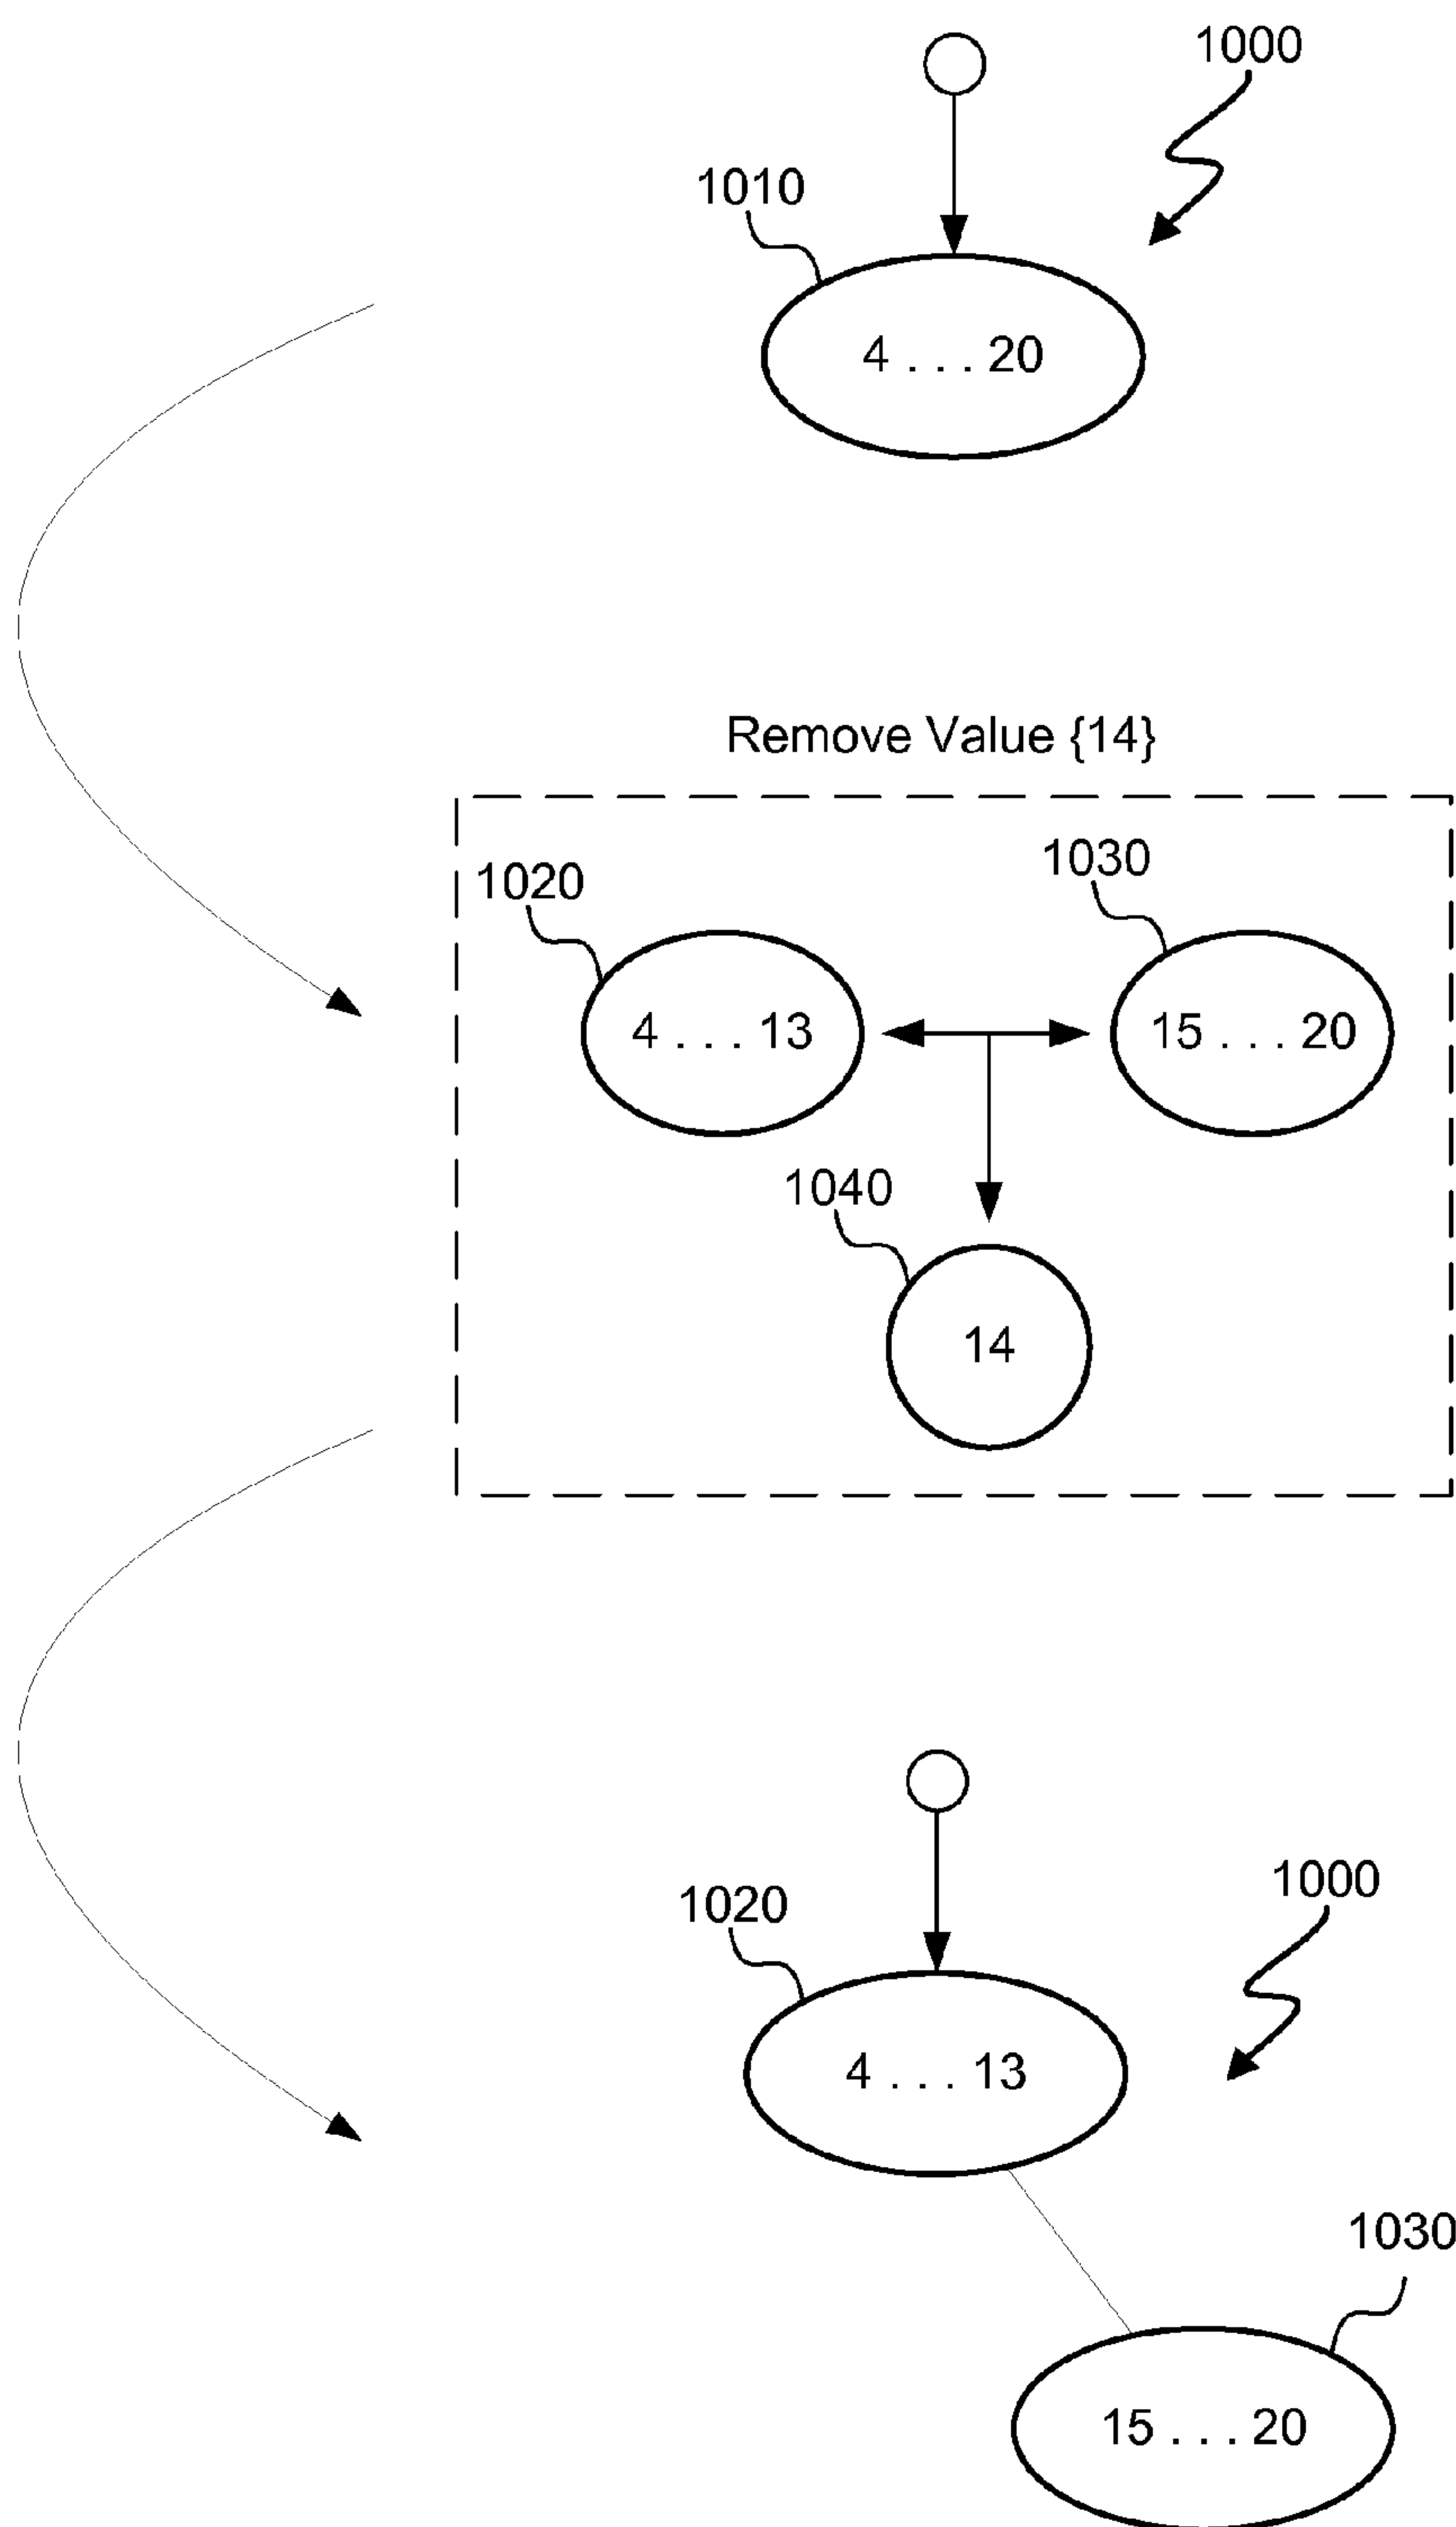 1000
1010
4 . . . 20
Remove Value {14}
1030
1020
4 . . . 13
15 . . . 20
1040
14
1000
1020
4 . . . 13
1030
15 . . . 20